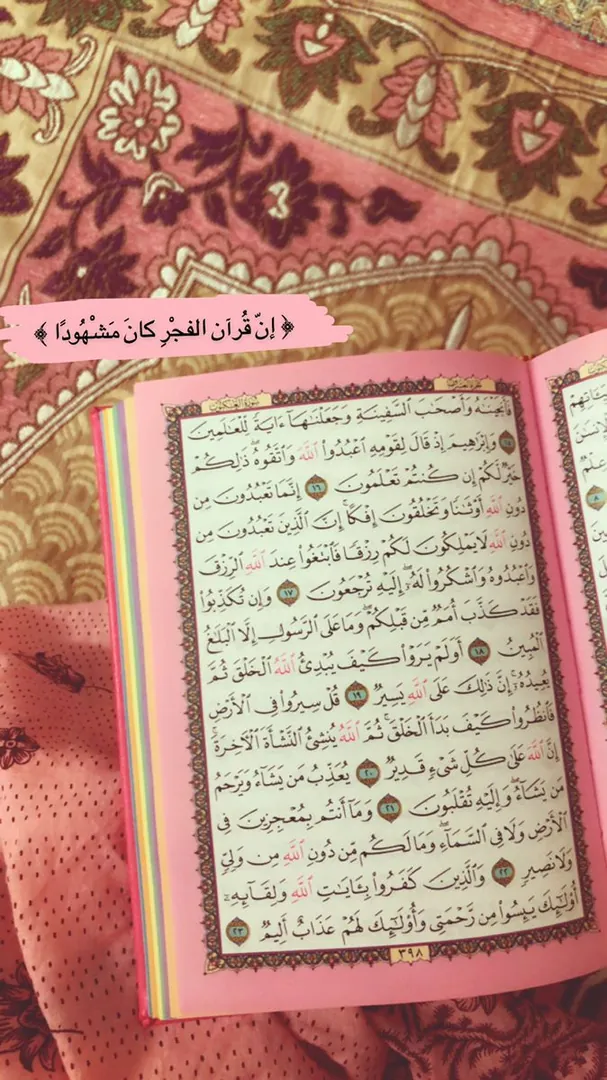 ﴿ إنّ قُرآن الفجْرِ كانَ مَشْهُودًا ﴾
فَأَنجَيْنَٰهُ وَأَصْحَٰبَ ٱلسَّفِينَةِ وَجَعَلْنَٰهَآ ءَايَةً لِّلْعَٰلَمِينَ
١٥ وَإِبْرَٰهِيمَ إِذْ قَالَ لِقَوْمِهِ ٱعْبُدُوا۟ ٱللَّهَ وَٱتَّقُوهُ ۖ ذَٰلِكُمْ
خَيْرٌ لَّكُمْ إِن كُنتُمْ تَعْلَمُونَ ١٦ إِنَّمَا تَعْبُدُونَ مِن
دُونِ ٱللَّهِ أَوْثَٰنًا وَتَخْلُقُونَ إِفْكًا ۚ إِنَّ ٱلَّذِينَ تَعْبُدُونَ مِن
دُونِ ٱللَّهِ لَا يَمْلِكُونَ لَكُمْ رِزْقًا فَٱبْتَغُوا۟ عِندَ ٱللَّهِ ٱلرِّزْقَ
وَٱعْبُدُوهُ وَٱشْكُرُوا۟ لَهُۥٓ ۖ إِلَيْهِ تُرْجَعُونَ ١٧ وَإِن تُكَذِّبُوا۟
فَقَدْ كَذَّبَ أُمَمٌ مِّن قَبْلِكُمْ ۖ وَمَا عَلَى ٱلرَّسُولِ إِلَّا ٱلْبَلَٰغُ
ٱلْمُبِينُ ١٨ أَوَلَمْ يَرَوْا۟ كَيْفَ يُبْدِئُ ٱللَّهُ ٱلْخَلْقَ ثُمَّ
يُعِيدُهُۥٓ ۚ إِنَّ ذَٰلِكَ عَلَى ٱللَّهِ يَسِيرٌ ١٩ قُلْ سِيرُوا۟ فِى ٱلْأَرْضِ
فَٱنظُرُوا۟ كَيْفَ بَدَأَ ٱلْخَلْقَ ۚ ثُمَّ ٱللَّهُ يُنشِئُ ٱلنَّشْأَةَ ٱلْءَاخِرَةَ ۚ
إِنَّ ٱللَّهَ عَلَىٰ كُلِّ شَىْءٍ قَدِيرٌ ٢٠ يُعَذِّبُ مَن يَشَآءُ وَيَرْحَمُ
مَن يَشَآءُ ۖ وَإِلَيْهِ تُقْلَبُونَ ٢١ وَمَآ أَنتُم بِمُعْجِزِينَ فِى
ٱلْأَرْضِ وَلَا فِى ٱلسَّمَآءِ ۖ وَمَا لَكُم مِّن دُونِ ٱللَّهِ مِن وَلِىٍّ
وَلَا نَصِيرٍ ٢٢ وَٱلَّذِينَ كَفَرُوا۟ بِـَٔايَٰتِ ٱللَّهِ وَلِقَآئِهِۦٓ
أُو۟لَٰٓئِكَ يَئِسُوا۟ مِن رَّحْمَتِى وَأُو۟لَٰٓئِكَ لَهُمْ عَذَابٌ أَلِيمٌ ٢٣
٣٩٨